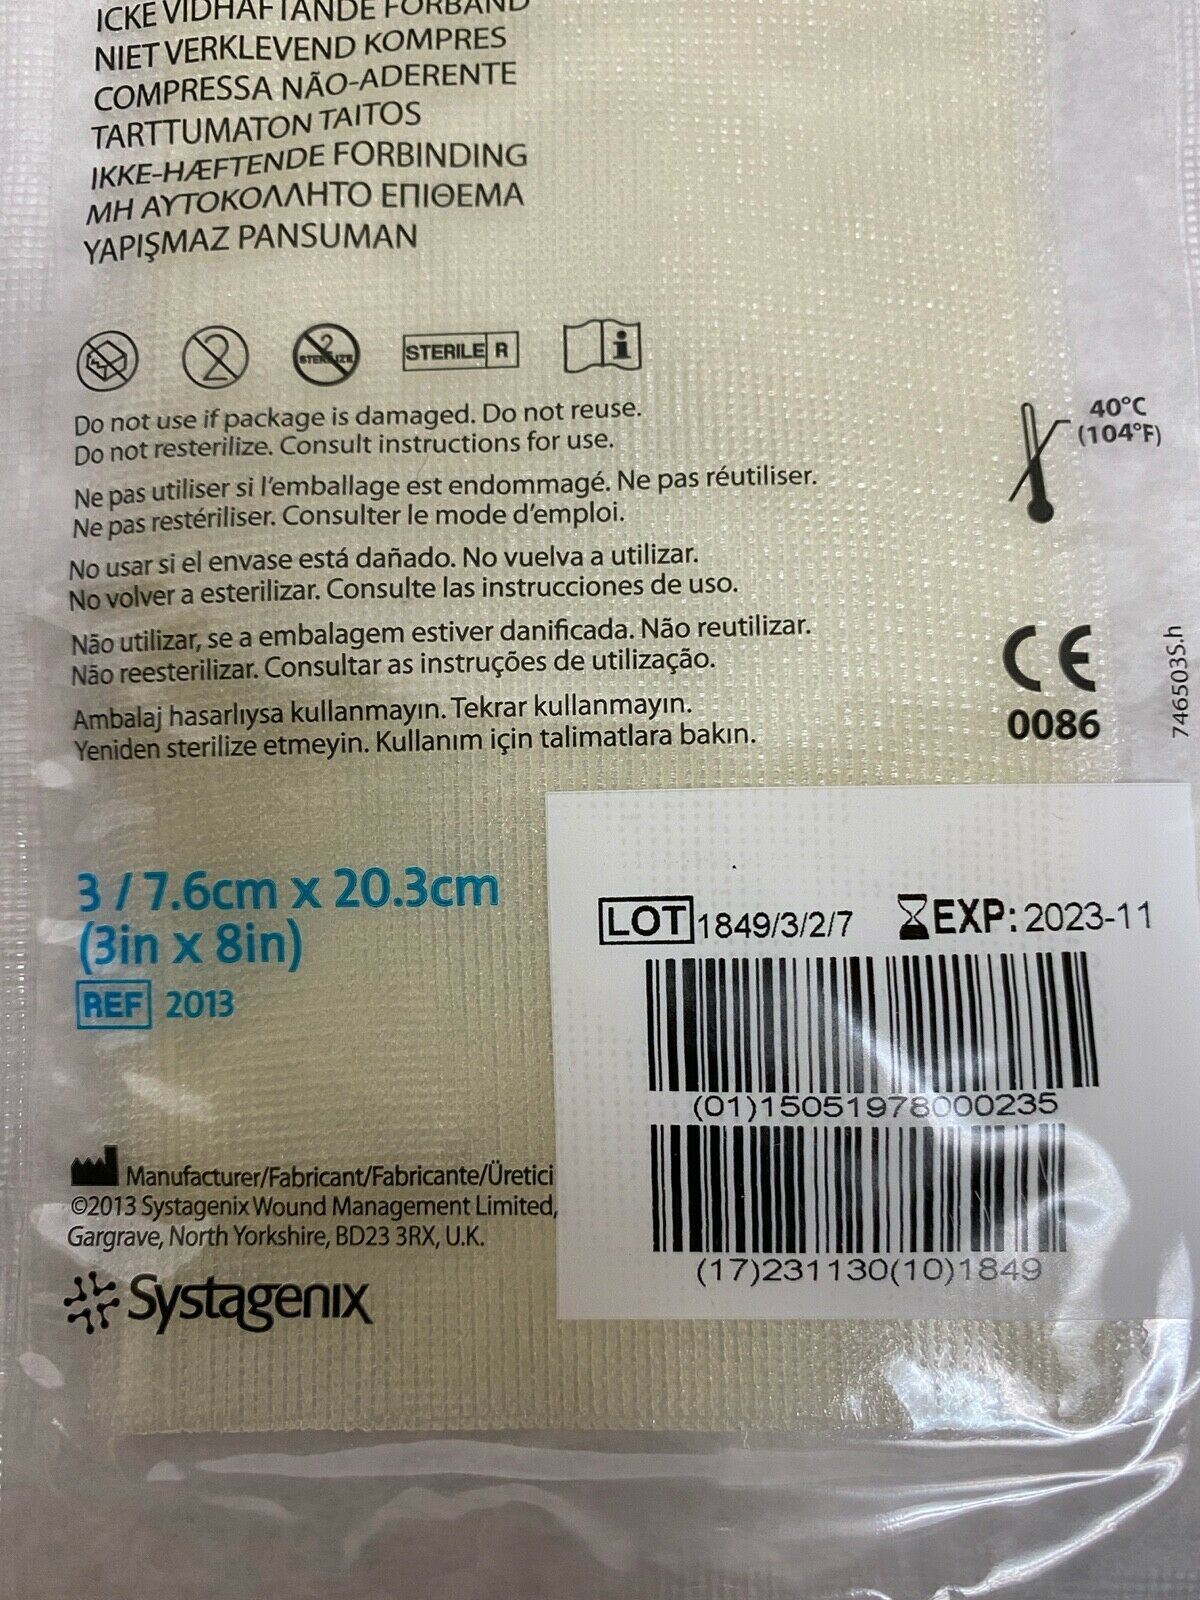 ICKE VIDHÄFTANDE FÖRBAND
NIET VERKLEVEND KOMPRES
COMPRESSA NÃO-ADERENTE
TARTTUMATON TAITOS
IKKE-HÆFTENDE FORBINDING
ΜΗ ΑΥΤΟΚΟΛΛΗΤΟ ΕΠΙΘΕΜΑ
YAPIŞMAZ PANSUMAN
2
2
STERILIZE
STERILE R
i
Do not use if package is damaged. Do not reuse.
Do not resterilize. Consult instructions for use.
Ne pas utiliser si l'emballage est endommagé. Ne pas réutiliser.
Ne pas restériliser. Consulter le mode d'emploi.
No usar si el envase está dañado. No vuelva a utilizar.
No volver a esterilizar. Consulte las instrucciones de uso.
Não utilizar, se a embalagem estiver danificada. Não reutilizar.
Não reesterilizar. Consultar as instruções de utilização.
Ambalaj hasarlıysa kullanmayın. Tekrar kullanmayın.
Yeniden sterilize etmeyin. Kullanım için talimatlara bakın.
40°C
(104°F)
CE
0086
746503S.h
3 / 7.6cm x 20.3cm
(3in x 8in)
REF 2013
LOT 1849/3/2/7 EXP: 2023-11
(01)15051978000235
(17)231130(10)1849
Manufacturer/Fabricant/Fabricante/Üretici
©2013 Systagenix Wound Management Limited,
Gargrave, North Yorkshire, BD23 3RX, U.K.
Systagenix